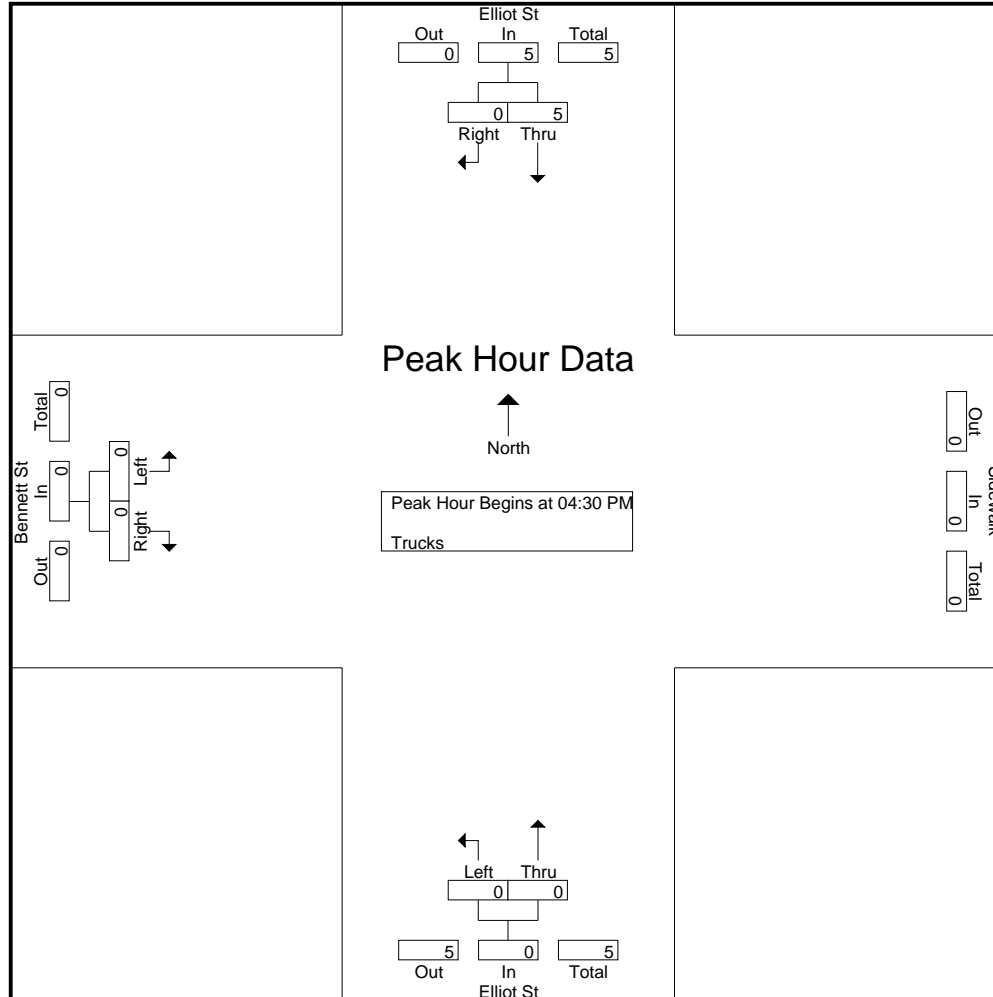 Elliot St
Out In Total
0 5 5
0 5
Right Thru
Peak Hour Data
North
Peak Hour Begins at 04:30 PM
Trucks
Bennett St
Total In Out
0 0 0
0 0
Left Right
Out In Total
0 0 0
Left Thru
0 0
5 0 5
Out In Total
Elliot St